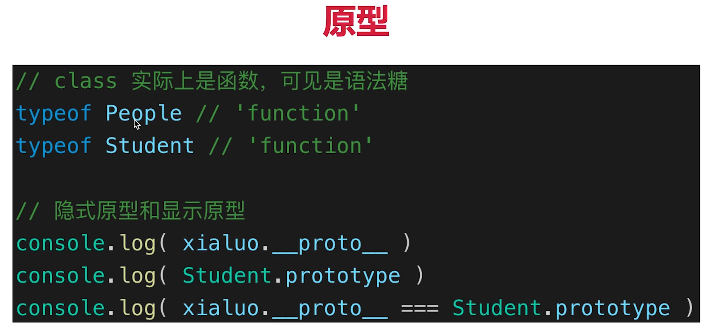 原型
// class 实际上是函数，可见是语法糖
typeof People // 'function'
typeof Student // 'function'
// 隐式原型和显示原型
console.log( xialuo.__proto__ )
console.log( Student.prototype )
console.log( xialuo.__proto__ === Student.prototype )